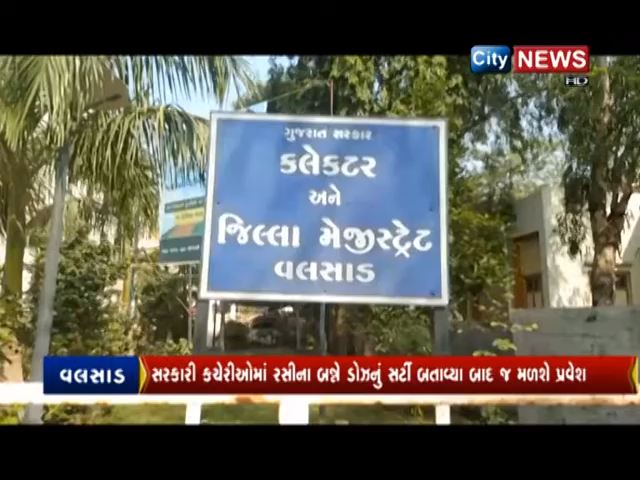 City NEWS
HD
ગુજરાત સરકાર
કલેકટર
અને
જિલ્લા મેજીસ્ટ્રેટ
વલસાડ
વલસાડ
સરકારી કચેરીઓમાં રસીના બન્ને ડોઝનું સર્ટી બતાવ્યા બાદ જ મળશે પ્રવેશ